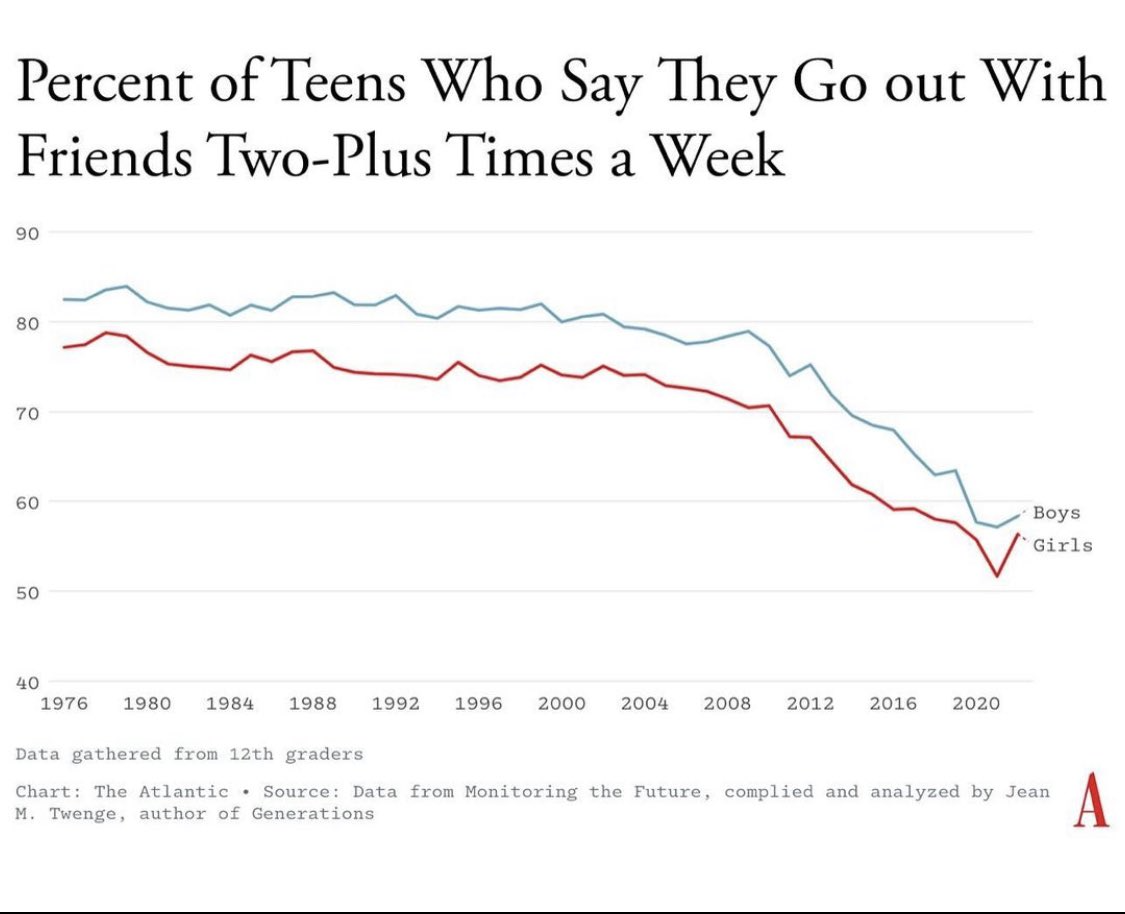 Percent of Teens Who Say They Go out With
Friends Two-Plus Times a Week
90
80
70
60
50
40
Boys
Girls
1976 1980 1984 1988 1992 1996 2000 2004 2008 2012 2016 2020
Data gathered from 12th graders
Chart: The Atlantic • Source: Data from Monitoring the Future, complied and analyzed by Jean
M. Twenge, author of Generations
A